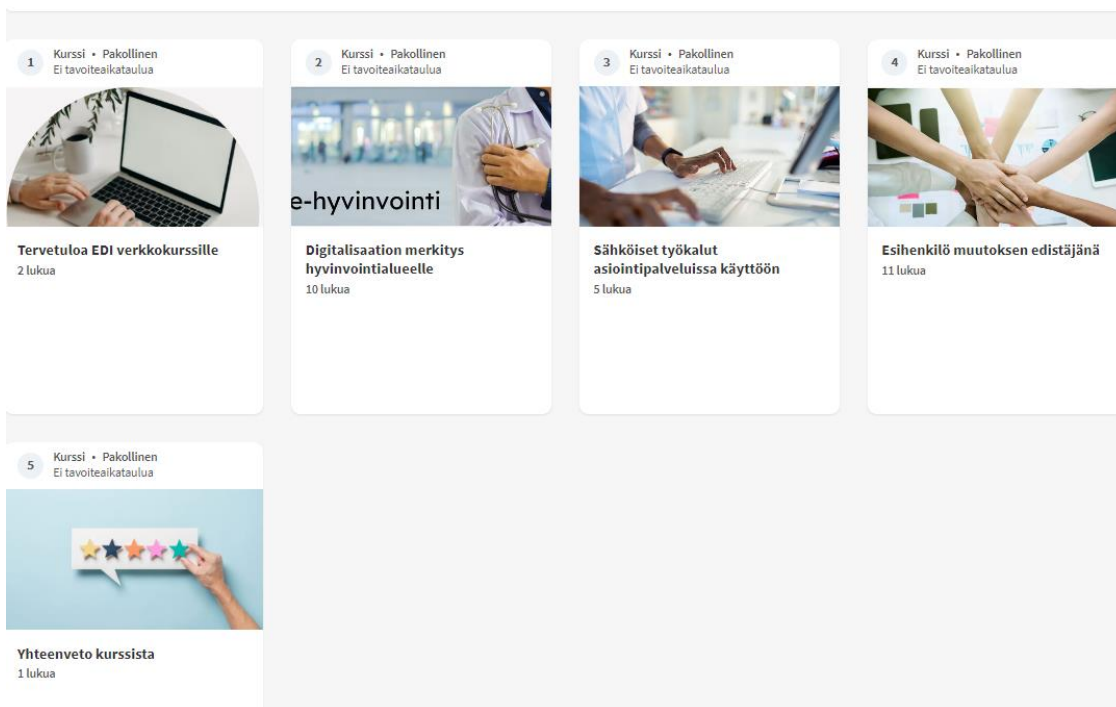 1
Kurssi • Pakollinen
Ei tavoiteaikataulua
Tervetuloa EDI verkkokurssille
2 lukua
2
Kurssi • Pakollinen
Ei tavoiteaikataulua
e-hyvinvointi
Digitalisaation merkitys
hyvinvointialueelle
10 lukua
3
Kurssi • Pakollinen
Ei tavoiteaikataulua
Sähköiset työkalut
asiointipalveluissa käyttöön
5 lukua
4
Kurssi • Pakollinen
Ei tavoiteaikataulua
Esihenkilö muutoksen edistäjänä
11 lukua
5
Kurssi • Pakollinen
Ei tavoiteaikataulua
Yhteenveto kurssista
1 lukua